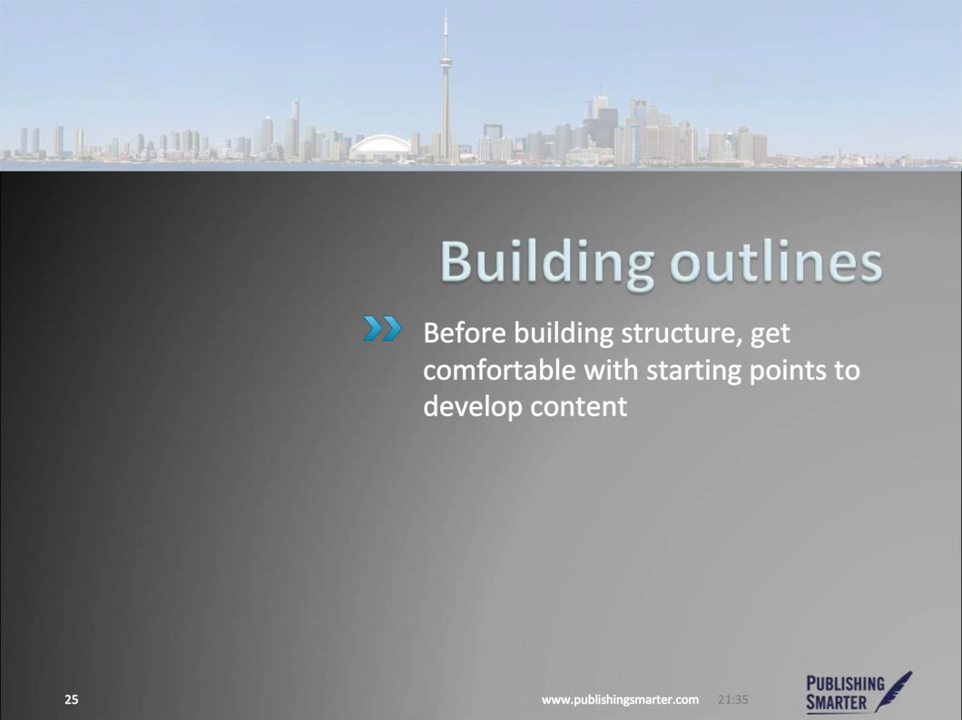 Building outlines
Before building structure, get
comfortable with starting points to
develop content
25
www.publishingsmarter.com
21:35
PUBLISHING
SMARTER